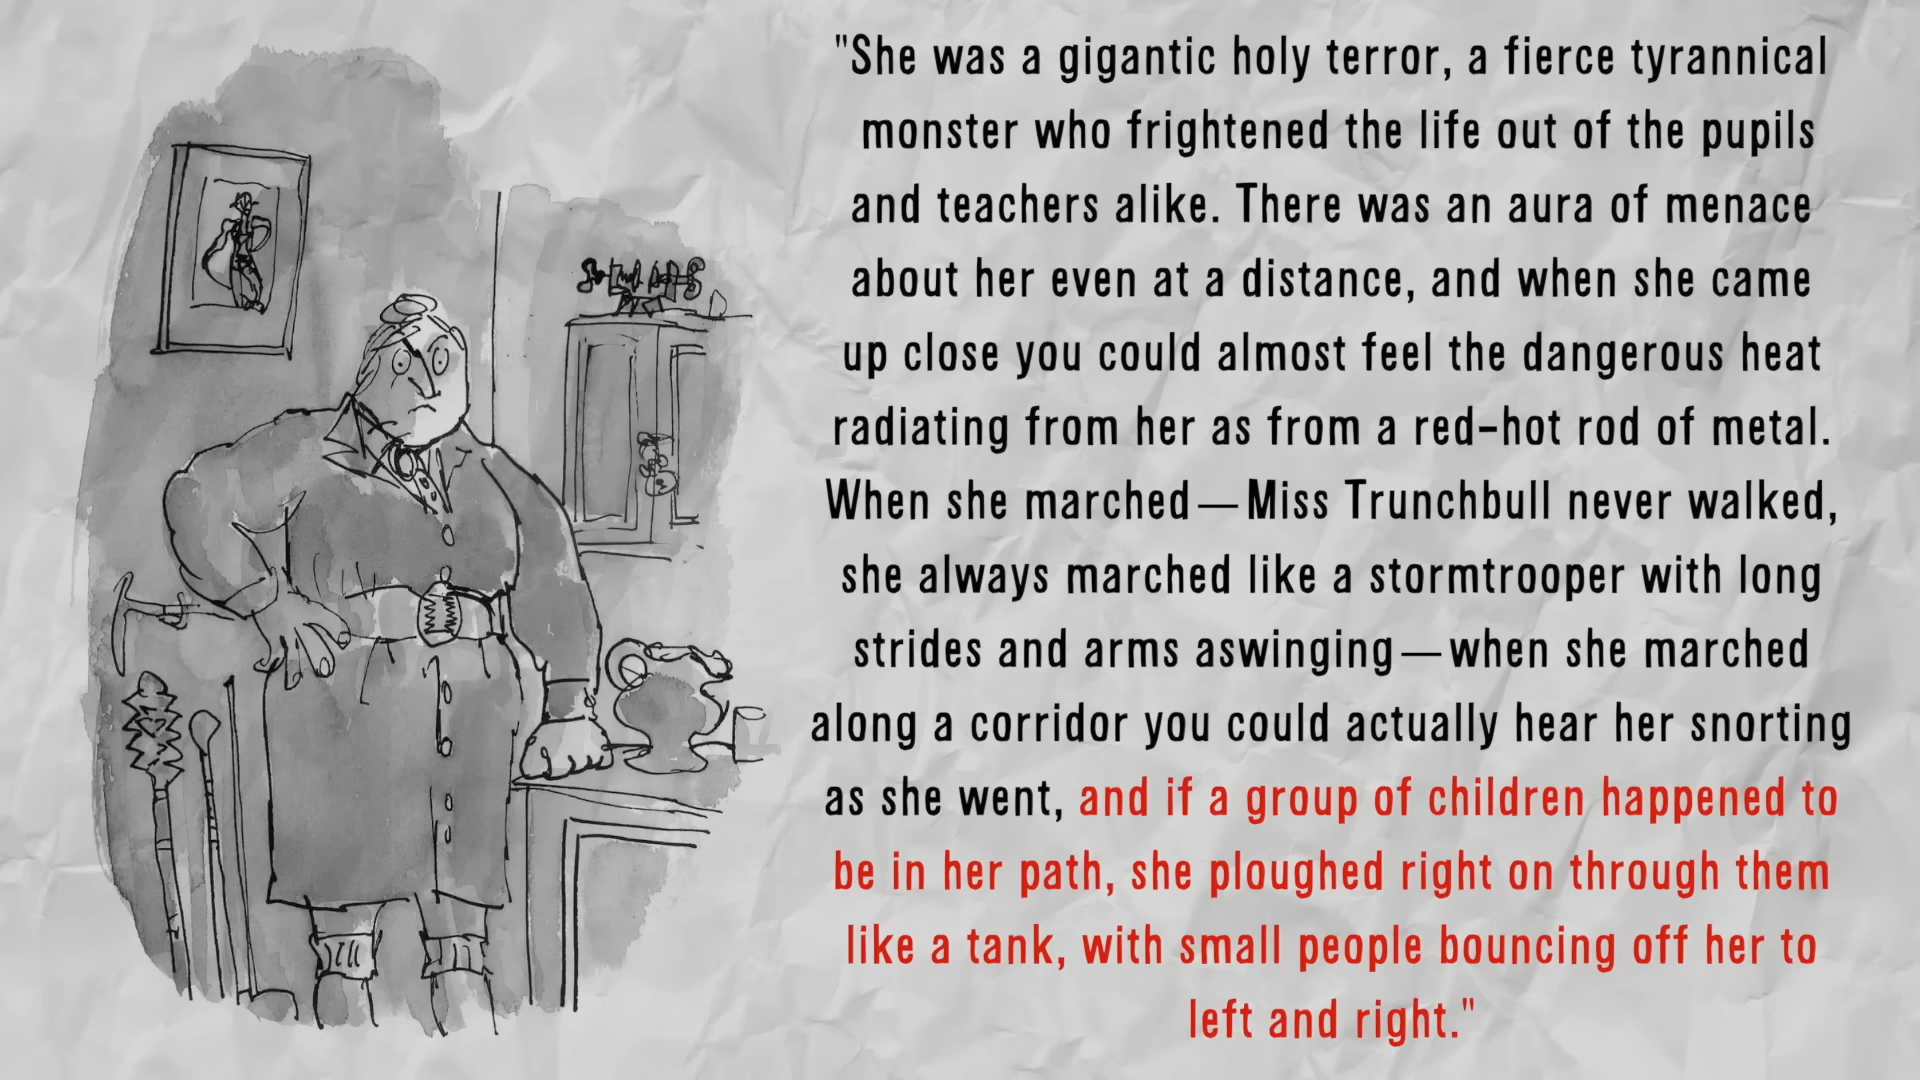 "She was a gigantic holy terror, a fierce tyrannical
monster who frightened the life out of the pupils
and teachers alike. There was an aura of menace
about her even at a distance, and when she came
up close you could almost feel the dangerous heat
radiating from her as from a red-hot rod of metal.
When she marched—Miss Trunchbull never walked,
she always marched like a stormtrooper with long
strides and arms aswinging—when she marched
along a corridor you could actually hear her snorting
as she went, and if a group of children happened to
be in her path, she ploughed right on through them
like a tank, with small people bouncing off her to
left and right."